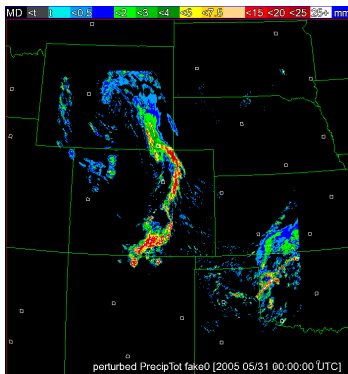 MD <t t <0.5 <2 <3 <4 <5 <7.5 <15 <20 <25 25+ mm
perturbed PrecipTot fake0 [2005 05/31 00:00:00 UTC]